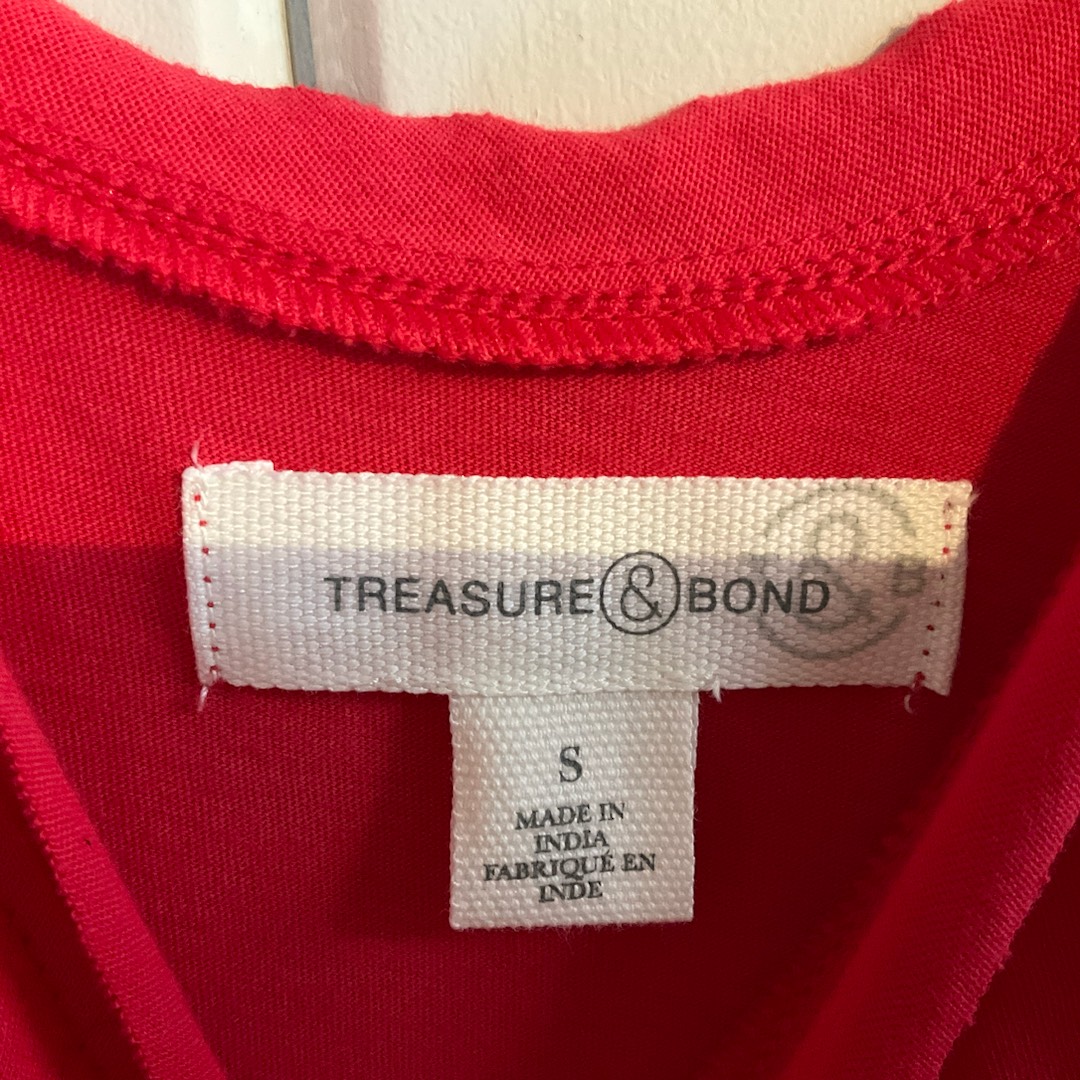 TREASURE & BOND
S
MADE IN
INDIA
FABRIQUÉ EN
INDE